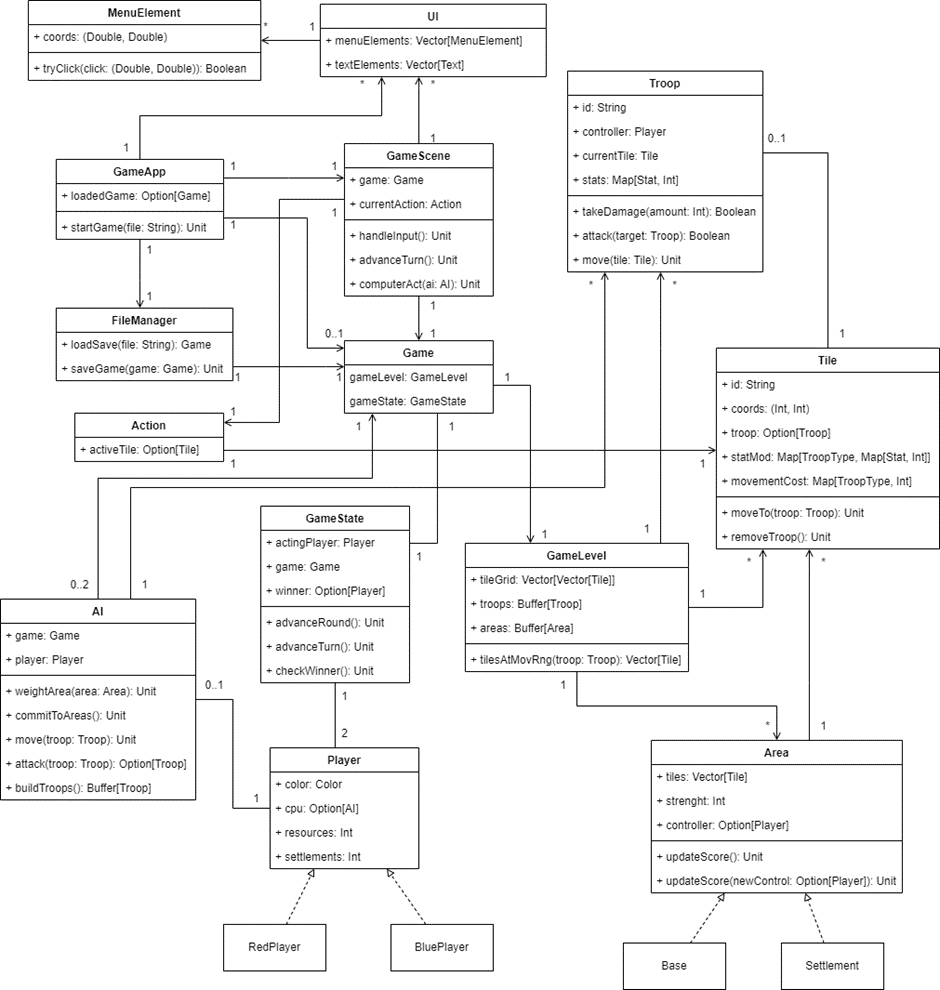 MenuElement
+ coords: (Double, Double)
+ tryClick(click: (Double, Double)): Boolean
*
1
UI
+ menuElements: Vector[MenuElement]
+ textElements: Vector[Text]
*
*
1
1
GameApp
+ loadedGame: Option[Game]
+ startGame(file: String): Unit
1
1
1
1
1
GameScene
+ game: Game
+ currentAction: Action
+ handleInput(): Unit
+ advanceTurn(): Unit
+ computerAct(ai: AI): Unit
1
1
Troop
+ id: String
+ controller: Player
+ currentTile: Tile
+ stats: Map[Stat, Int]
+ takeDamage(amount: Int): Boolean
+ attack(target: Troop): Boolean
+ move(tile: Tile): Unit
0..1
*
*
1
FileManager
+ loadSave(file: String): Game
+ saveGame(game: Game): Unit
1
0..1
1
1
Game
gameLevel: GameLevel
gameState: GameState
1
1
1
1
Tile
+ id: String
+ coords: (Int, Int)
+ troop: Option[Troop]
+ statMod: Map[TroopType, Map[Stat, Int]]
+ movementCost: Map[TroopType, Int]
+ moveTo(troop: Troop): Unit
+ removeTroop(): Unit
1
*
*
Action
+ activeTile: Option[Tile]
1
1
GameState
+ actingPlayer: Player
+ game: Game
+ winner: Option[Player]
+ advanceRound(): Unit
+ advanceTurn(): Unit
+ checkWinner(): Unit
1
1
1
1
GameLevel
+ tileGrid: Vector[Vector[Tile]]
+ troops: Buffer[Troop]
+ areas: Buffer[Area]
+ tilesAtMovRng(troop: Troop): Vector[Tile]
1
1
0..2
1
AI
+ game: Game
+ player: Player
+ weightArea(area: Area): Unit
+ commitToAreas(): Unit
+ move(troop: Troop): Unit
+ attack(trop: Troop): Option[Troop]
+ buildTroops(): Buffer[Troop]
0..1
1
2
Player
+ color: Color
+ cpu: Option[AI]
+ resources: Int
+ settlements: Int
*
1
Area
+ tiles: Vector[Tile]
+ strenght: Int
+ controller: Option[Player]
+ updateScore(): Unit
+ updateScore(newControl: Option[Player]): Unit
RedPlayer
BluePlayer
Base
Settlement